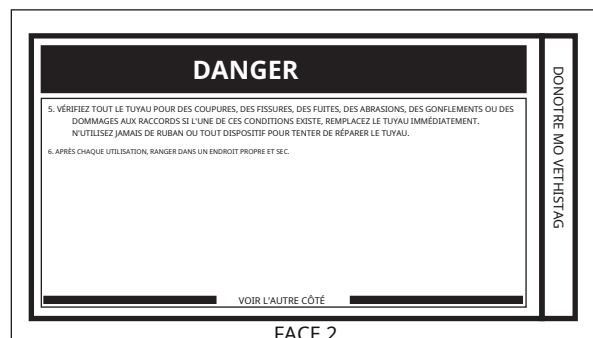 DANGER
5. VÉRIFIEZ TOUT LE TUYAU POUR DES COUPURES, DES FISSURES, DES FUITES, DES ABRASIONS, DES GONFLEMENTS OU DES
DOMMAGES AUX RACCORDS SI L'UNE DE CES CONDITIONS EXISTE, REMPLACEZ LE TUYAU IMMÉDIATEMENT.
N'UTILISEZ JAMAIS DE RUBAN OU TOUT DISPOSITIF POUR TENTER DE RÉPARER LE TUYAU.
6. APRÈS CHAQUE UTILISATION, RANGER DANS UN ENDROIT PROPRE ET SEC.
VOIR L'AUTRE CÔTÉ
DONOTRE MO VETHISTAG
FACE 2